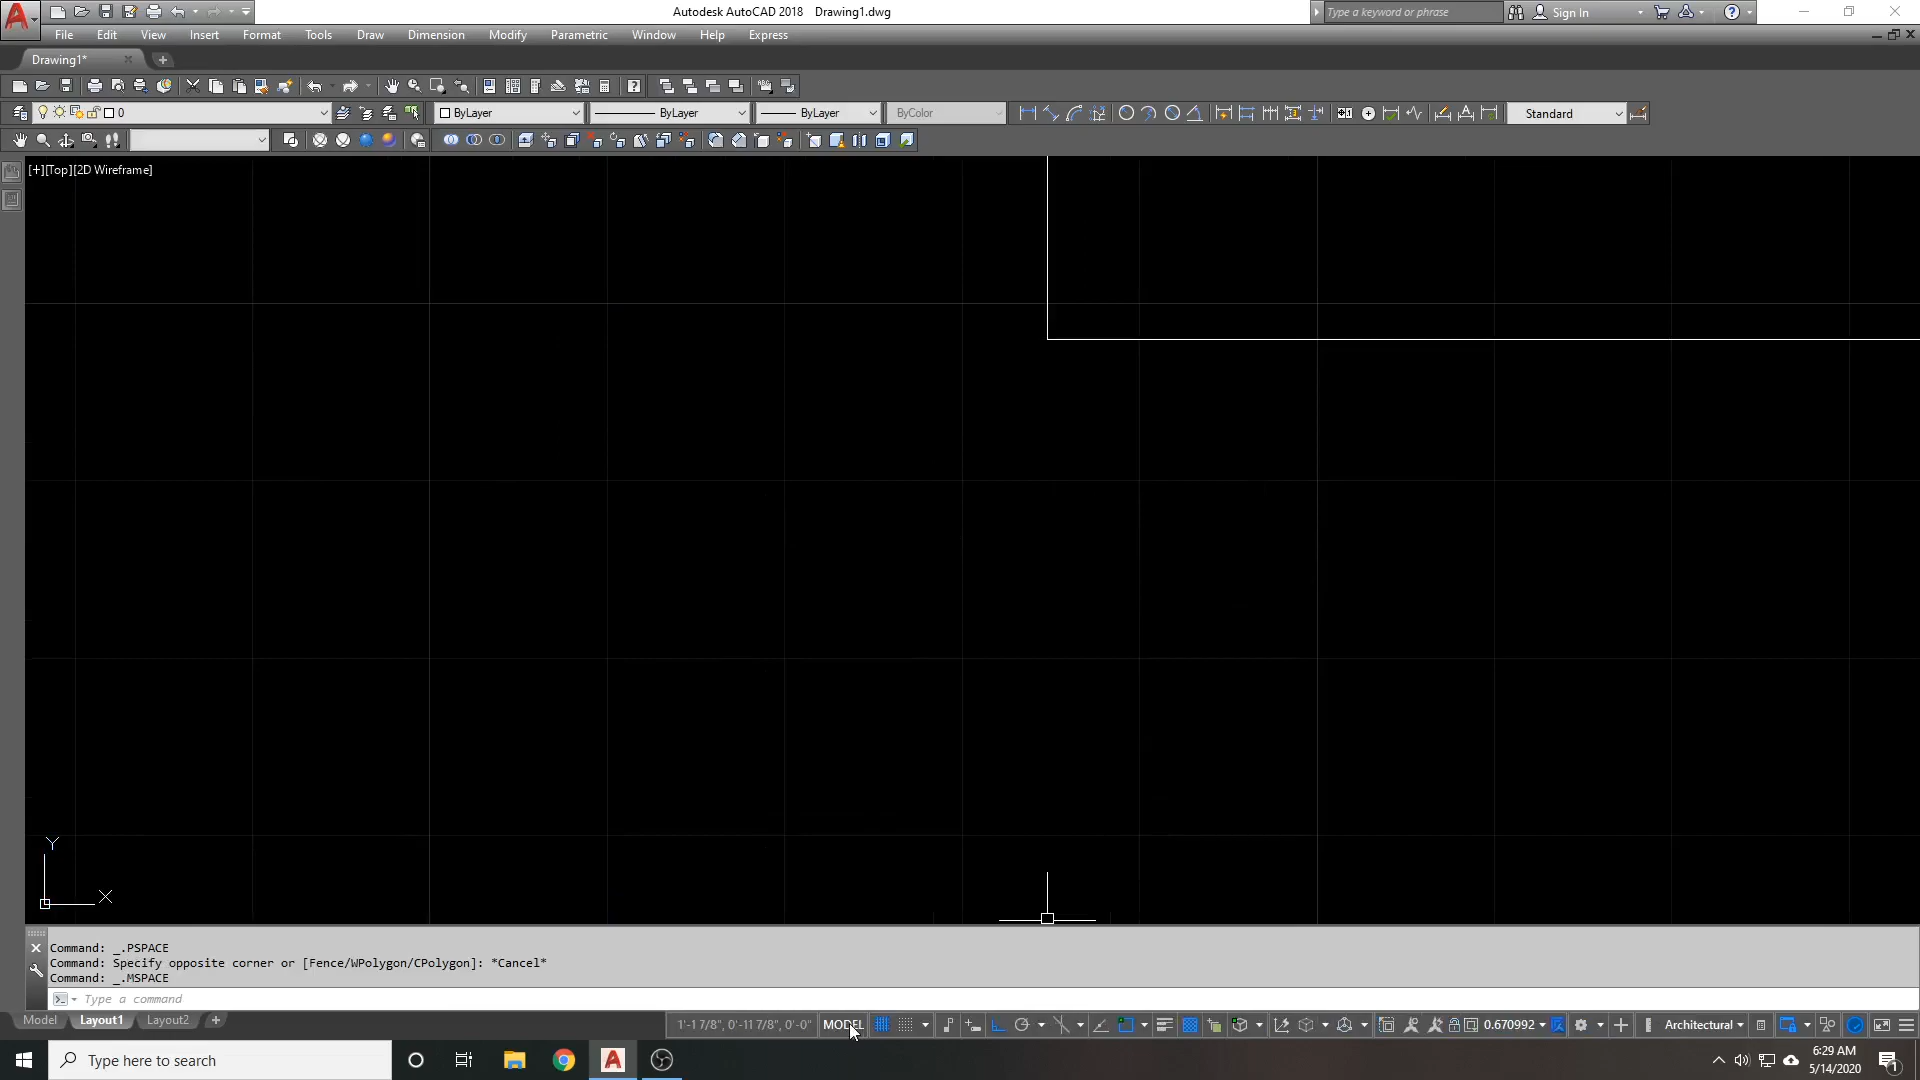 Autodesk AutoCAD 2018 Drawing1.dwg
Type a keyword or phrase
Sign In
File Edit View Insert Format Tools Draw Dimension Modify Parametric Window Help Express
Drawing1*
0
ByLayer
ByLayer
ByLayer
ByColor
Standard
[+][Top][2D Wireframe]
Y
X
Command: _.PSPACE
Command: Specify opposite corner or [Fence/WPolygon/CPolygon]: *Cancel*
Command: _.MSPACE
Type a command
Model Layout1 Layout2 +
1'-1 7/8", 0'-11 7/8", 0'-0"
MODEL
0.670992
Architectural
Type here to search
6:29 AM
5/14/2020
1